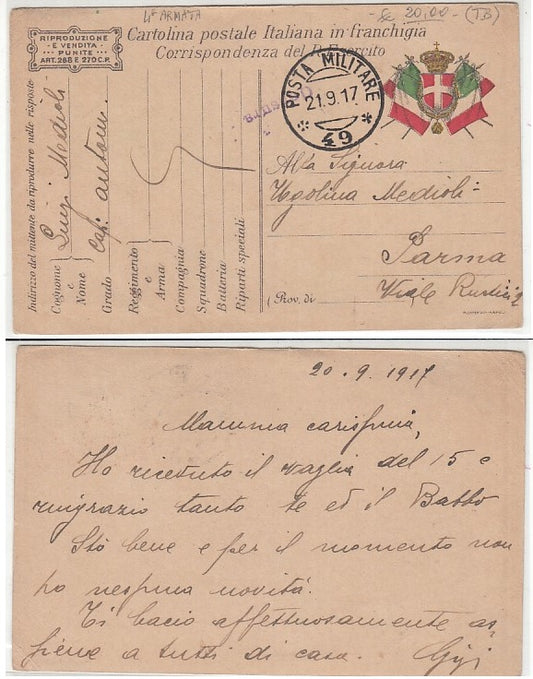 4ª ARMATA
20,00 - (TB)
RIPRODUZIONE
E VENDITA
PUNITE
ART. 288 E 270 C.P.
Cartolina postale Italiana in franchigia
Corrispondenza del R. Esercito
POSTA MILITARE
21.9.17
49
Indirizzo del mittente da riprodurre nelle risposte
Cognome e Nome Luigi Medioli
Grado Cap:
Reggimento e Arma
Compagnia
Squadrone
Batteria
Riparti speciali
Alla Signora
Ugolina Medioli
Parma
(Prov. di
Viale
20.9.1917
Mamma carissima,
Ho ricevuto il vaglia del 15 e
ringrazio tanto te ed il Babbo
Stò bene e per il momento non
ho nessuna novità.
Ti bacio affettuosamente as-
sieme a tutti di casa. Gigi